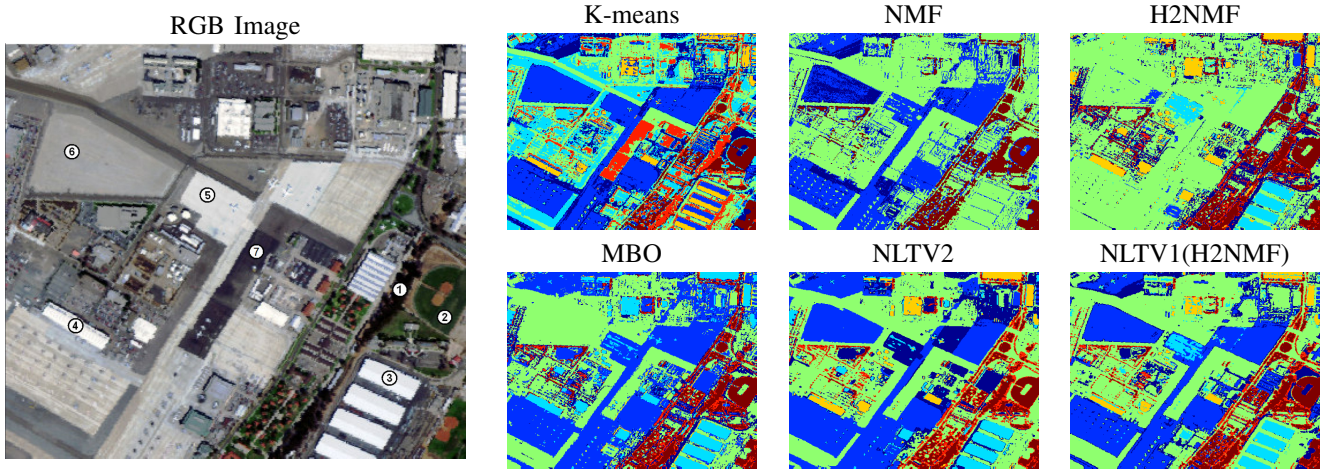 RGB Image
K-means
NMF
H2NMF
MBO
NLTV2
NLTV1(H2NMF)
6
5
7
1
2
4
3